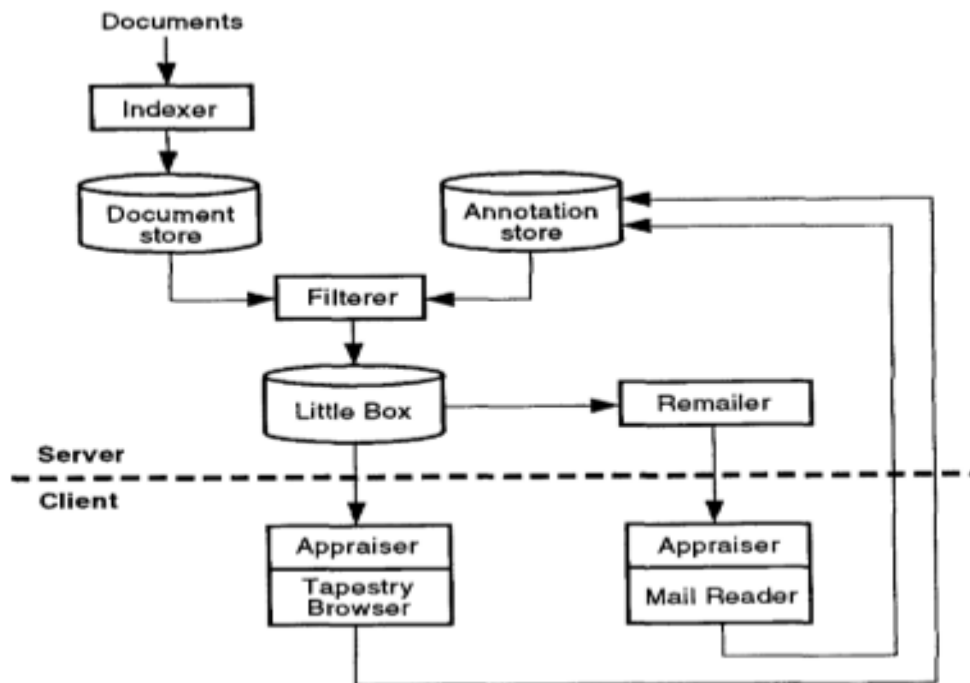 Documents
Indexer
Document
store
Annotation
store
Filterer
Little Box
Remailer
Server
Client
Appraiser
Tapestry
Browser
Appraiser
Mail Reader